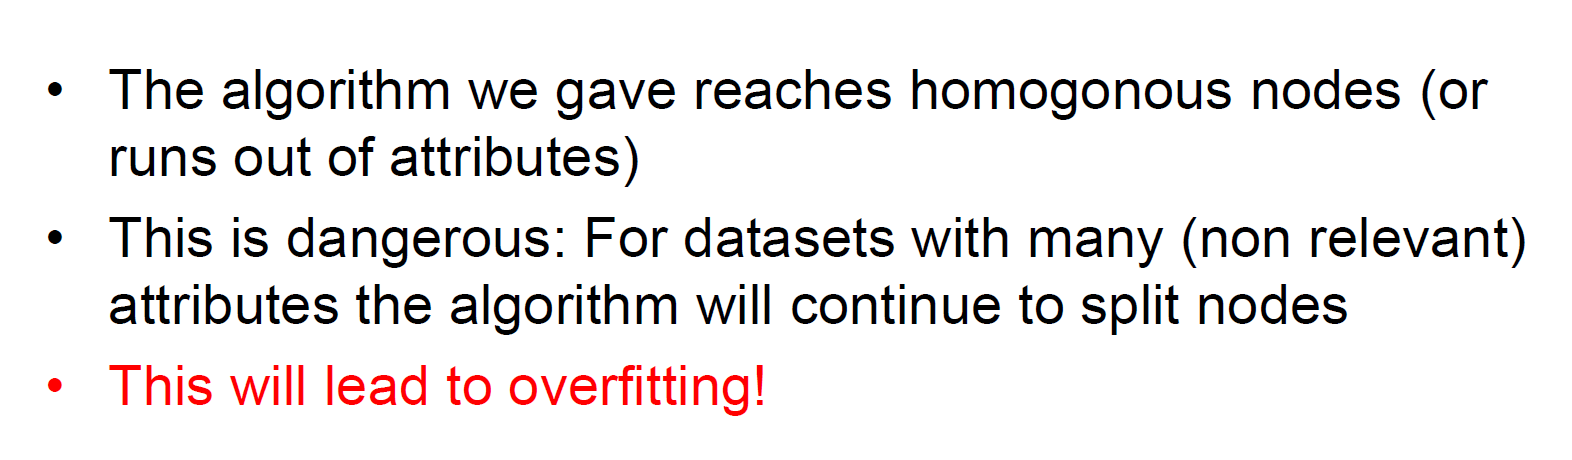 • The algorithm we gave reaches homogonous nodes (or
runs out of attributes)
• This is dangerous: For datasets with many (non relevant)
attributes the algorithm will continue to split nodes
• This will lead to overfitting!